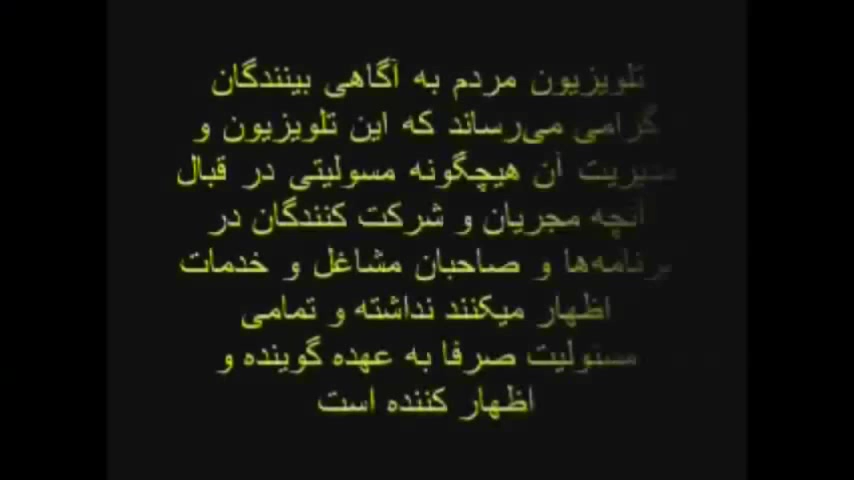 تلویزیون مردم به آگاهی بینندگان
گرامی می‌رساند که این تلویزیون و
مدیریت آن هیچگونه مسولیتی در قبال
آنچه مجریان و شرکت کنندگان در
برنامه‌ها و صاحبان مشاغل و خدمات
اظهار میکنند نداشته و تمامی
مسئولیت صرفا به عهده گوینده و
اظهار کننده است